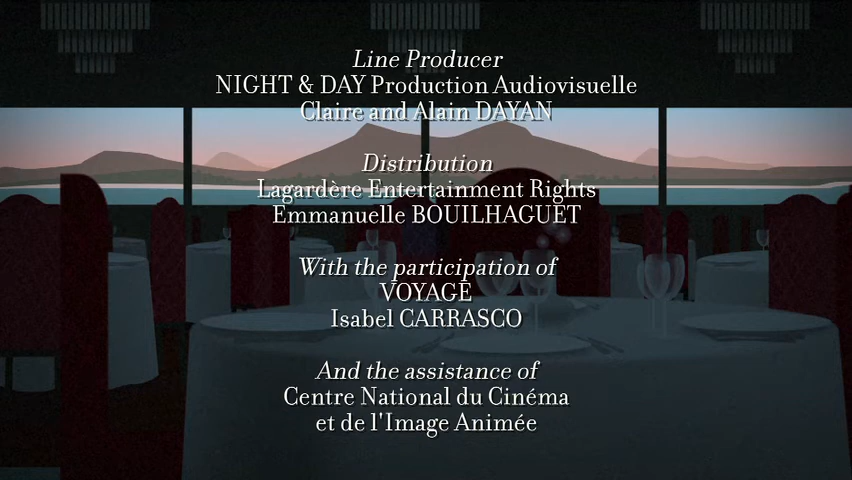 Line Producer
NIGHT & DAY Production Audiovisuelle
Claire and Alain DAYAN
Distribution
Lagardère Entertainment Rights
Emmanuelle BOUILHAGUET
With the participation of
VOYAGE
Isabel CARRASCO
And the assistance of
Centre National du Cinéma
et de l'Image Animée